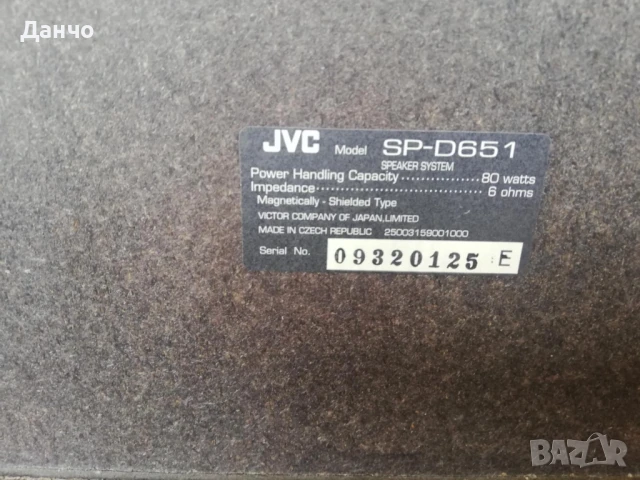 Данчо
JVC Model SP-D651
SPEAKER SYSTEM
Power Handling Capacity ............... 80 watts
Impedance ............................... 6 ohms
Magnetically - Shielded Type
VICTOR COMPANY OF JAPAN,LIMITED
MADE IN CZECH REPUBLIC 25003159001000
Serial No. 09320125 :E
BAZAR